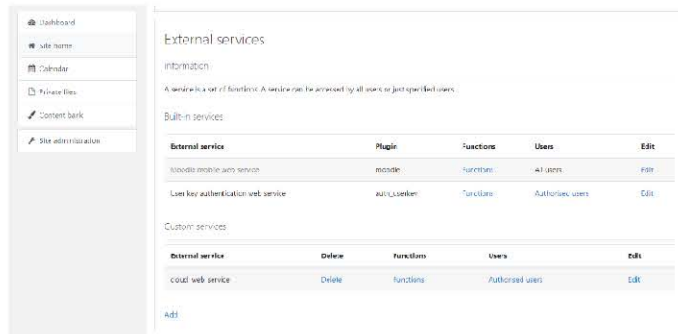 Dashboard
Site home
Calendar
Private files
Content bank
Site administration
External services
Information
A service is a set of functions. A service can be accessed by all users or just specified users.
Built-in services
External service Plugin Functions Users Edit
Moodle mobile web service moodle Functions All users Edit
User key authentication web service auth_userkey Functions Authorised users Edit
Custom services
External service Delete Functions Users Edit
cloud web service Delete Functions Authorised users Edit
Add